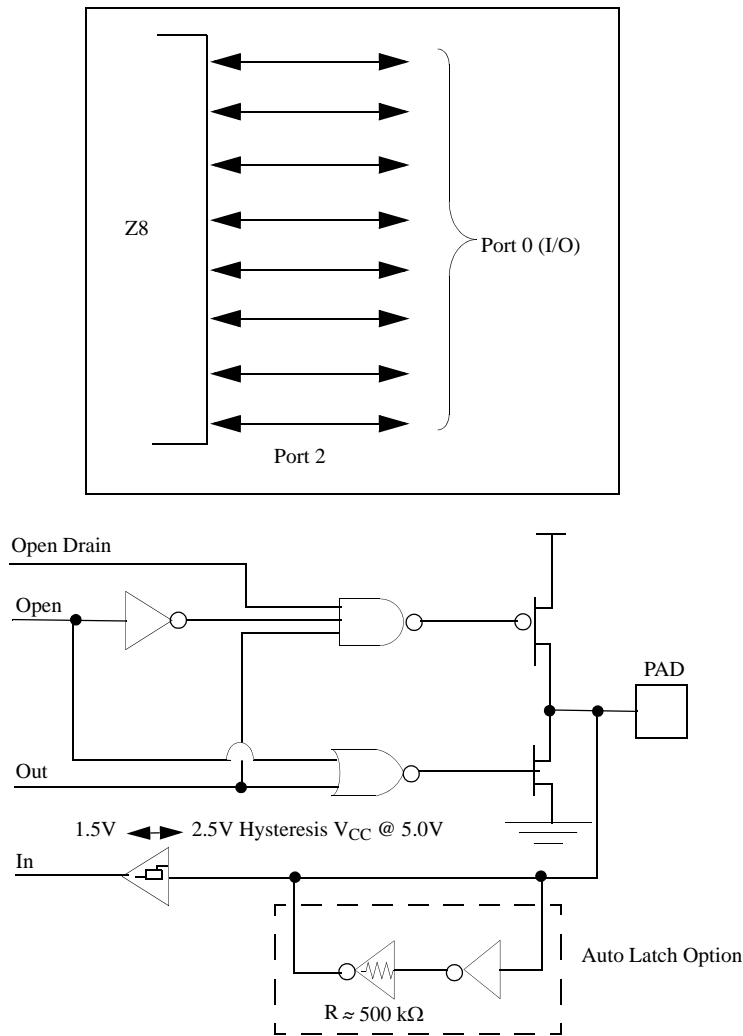 Z8
Port 0 (I/O)
Port 2
Open Drain
Open
PAD
Out
1.5V 2.5V Hysteresis VCC @ 5.0V
In
Auto Latch Option
R ≈ 500 kΩ